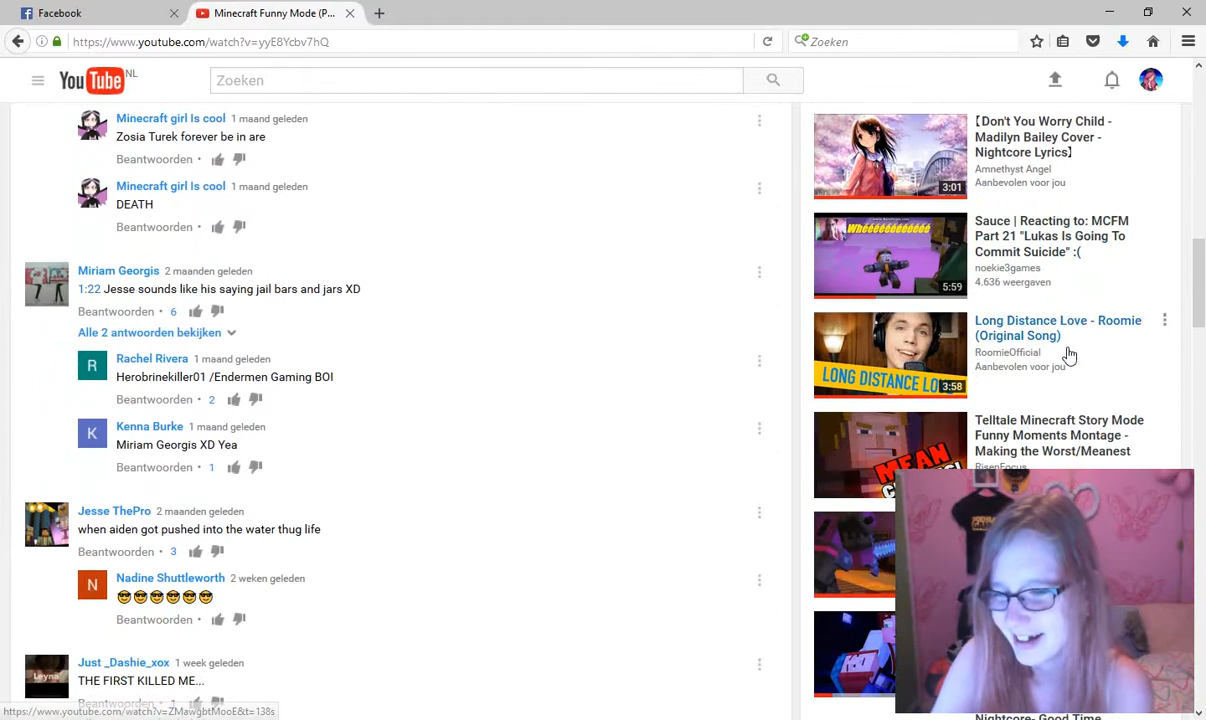 Facebook
Minecraft Funny Mode (P...
https://www.youtube.com/watch?v=yyE8Ycbv7hQ
Zoeken
YouTube NL
Zoeken
Minecraft girl Is cool 1 maand geleden
Zosia Turek forever be in are
Beantwoorden •
Minecraft girl Is cool 1 maand geleden
DEATH
Beantwoorden •
Miriam Georgis 2 maanden geleden
1:22 Jesse sounds like his saying jail bars and jars XD
Beantwoorden • 6
Alle 2 antwoorden bekijken
R
Rachel Rivera 1 maand geleden
Herobrinekiller01 /Endermen Gaming BOI
Beantwoorden • 2
K
Kenna Burke 1 maand geleden
Miriam Georgis XD Yea
Beantwoorden • 1
Jesse ThePro 2 maanden geleden
when aiden got pushed into the water thug life
Beantwoorden • 3
N
Nadine Shuttleworth 2 weken geleden
😎😎😎😎😎😎
Beantwoorden •
Leyna
Just _Dashie_xox 1 week geleden
THE FIRST KILLED ME...
Beantwoorden • 1
https://www.youtube.com/watch?v=ZMawgbtMooE&t=138s
3:01
【Don't You Worry Child -
Madilyn Bailey Cover -
Nightcore Lyrics】
Amnethyst Angel
Aanbevolen voor jou
5:59
Sauce | Reacting to: MCFM
Part 21 "Lukas Is Going To
Commit Suicide" :(
noekie3games
4.636 weergaven
LONG DISTANCE LO
3:58
Long Distance Love - Roomie
(Original Song)
RoomieOfficial
Aanbevolen voor jou
MEAN
Telltale Minecraft Story Mode
Funny Moments Montage -
Making the Worst/Meanest
RisenFocus
Nightcore- Good Time